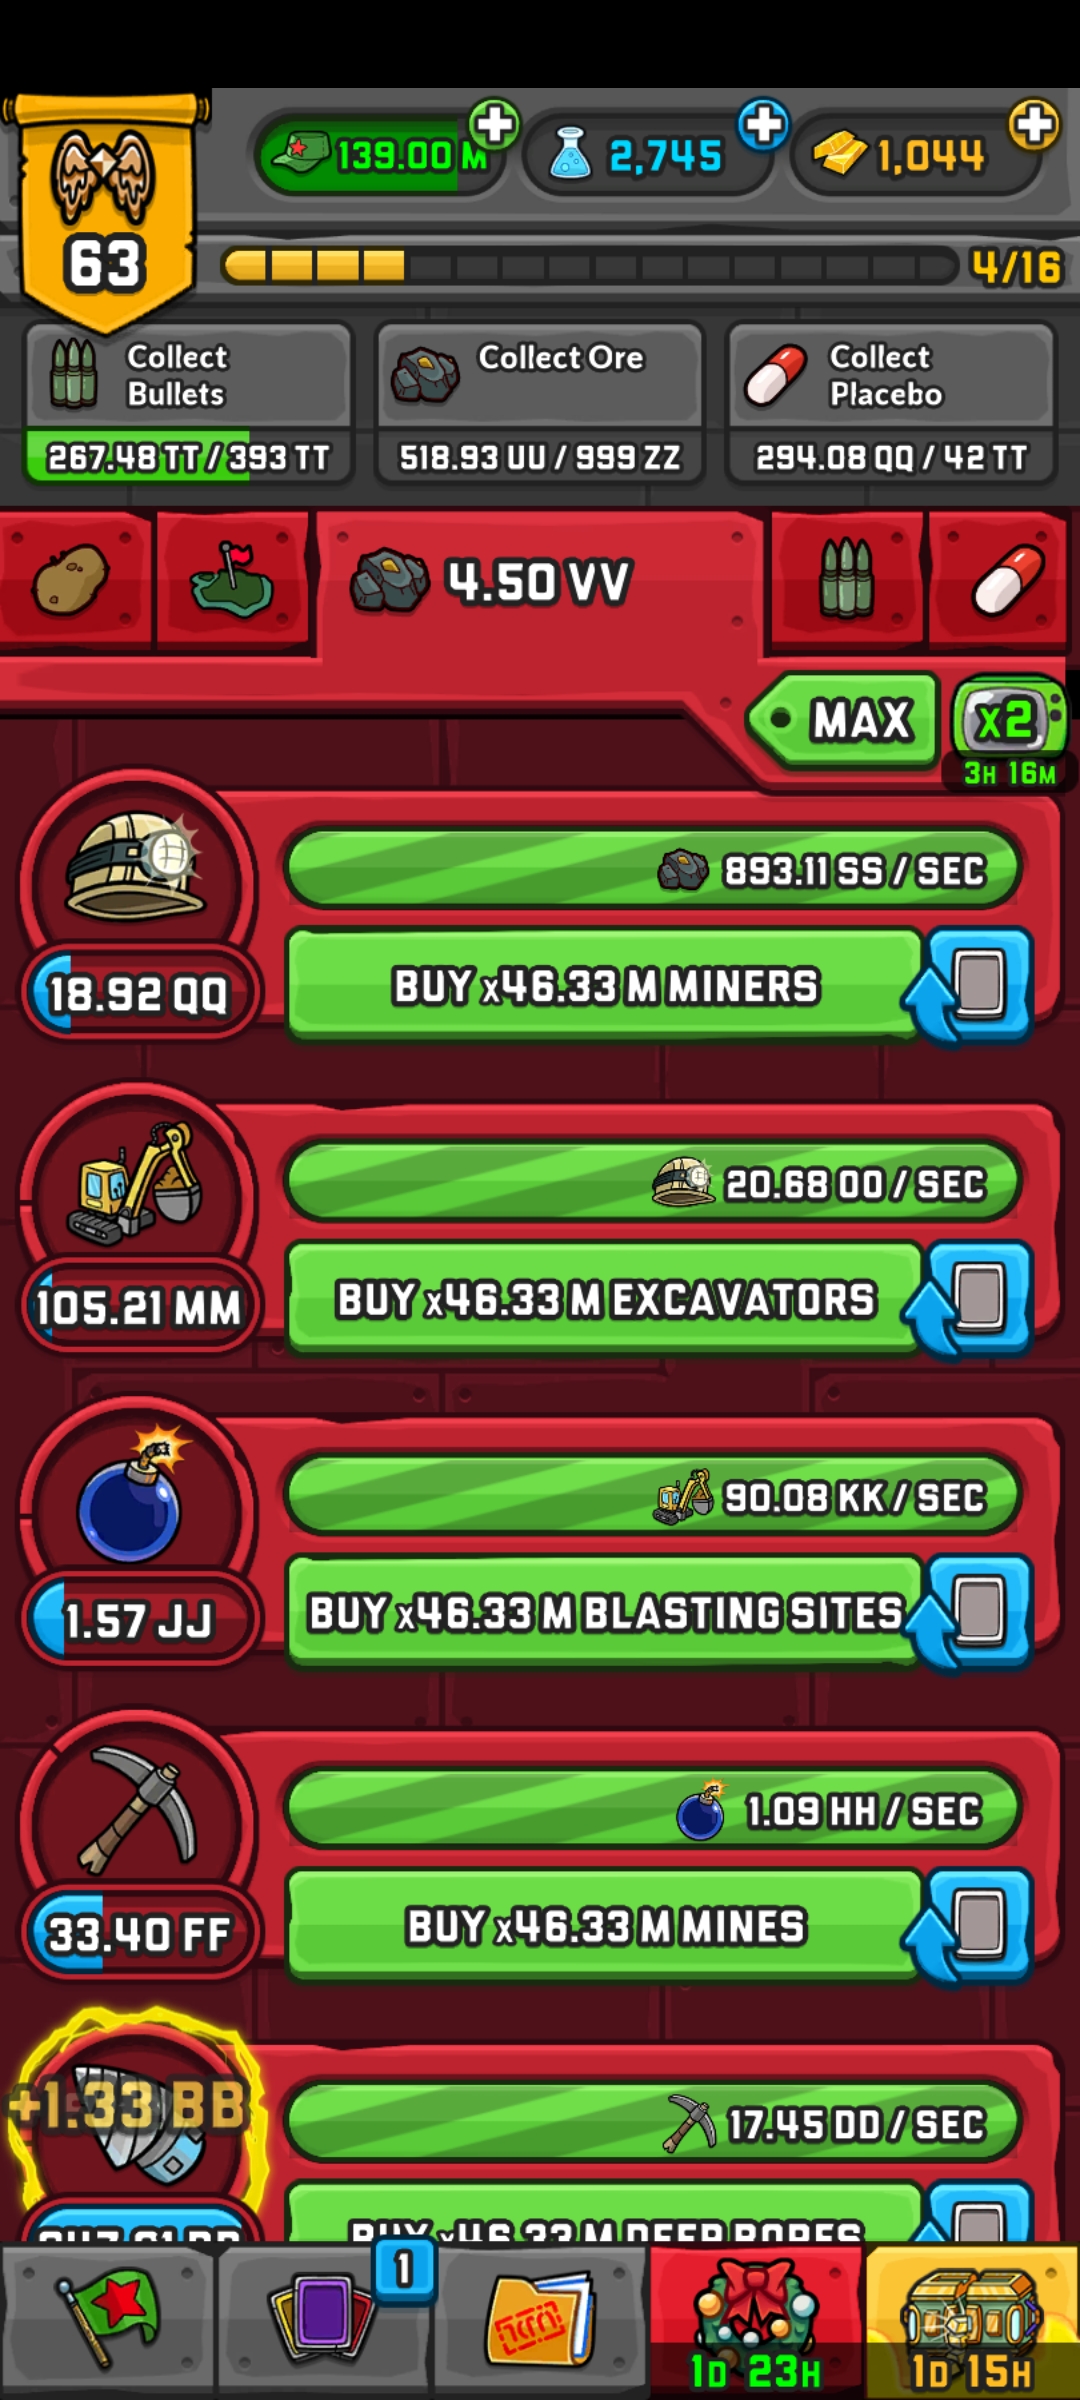 139.00 M
2,745
1,044
63
4/16
Collect
Bullets
267.48 TT / 393 TT
Collect Ore
518.93 UU / 999 ZZ
Collect
Placebo
294.08 QQ / 42 TT
4.50 VV
MAX
x2
3H 16M
893.11 SS / SEC
18.92 QQ
BUY x46.33 M MINERS
20.68 OO / SEC
105.21 MM
BUY x46.33 M EXCAVATORS
90.08 KK / SEC
1.57 JJ
BUY x46.33 M BLASTING SITES
1.09 HH / SEC
33.40 FF
BUY x46.33 M MINES
+1.33 BB
17.45 DD / SEC
BUY x46.33 M DEEP BORES
1
1D 23H
1D 15H